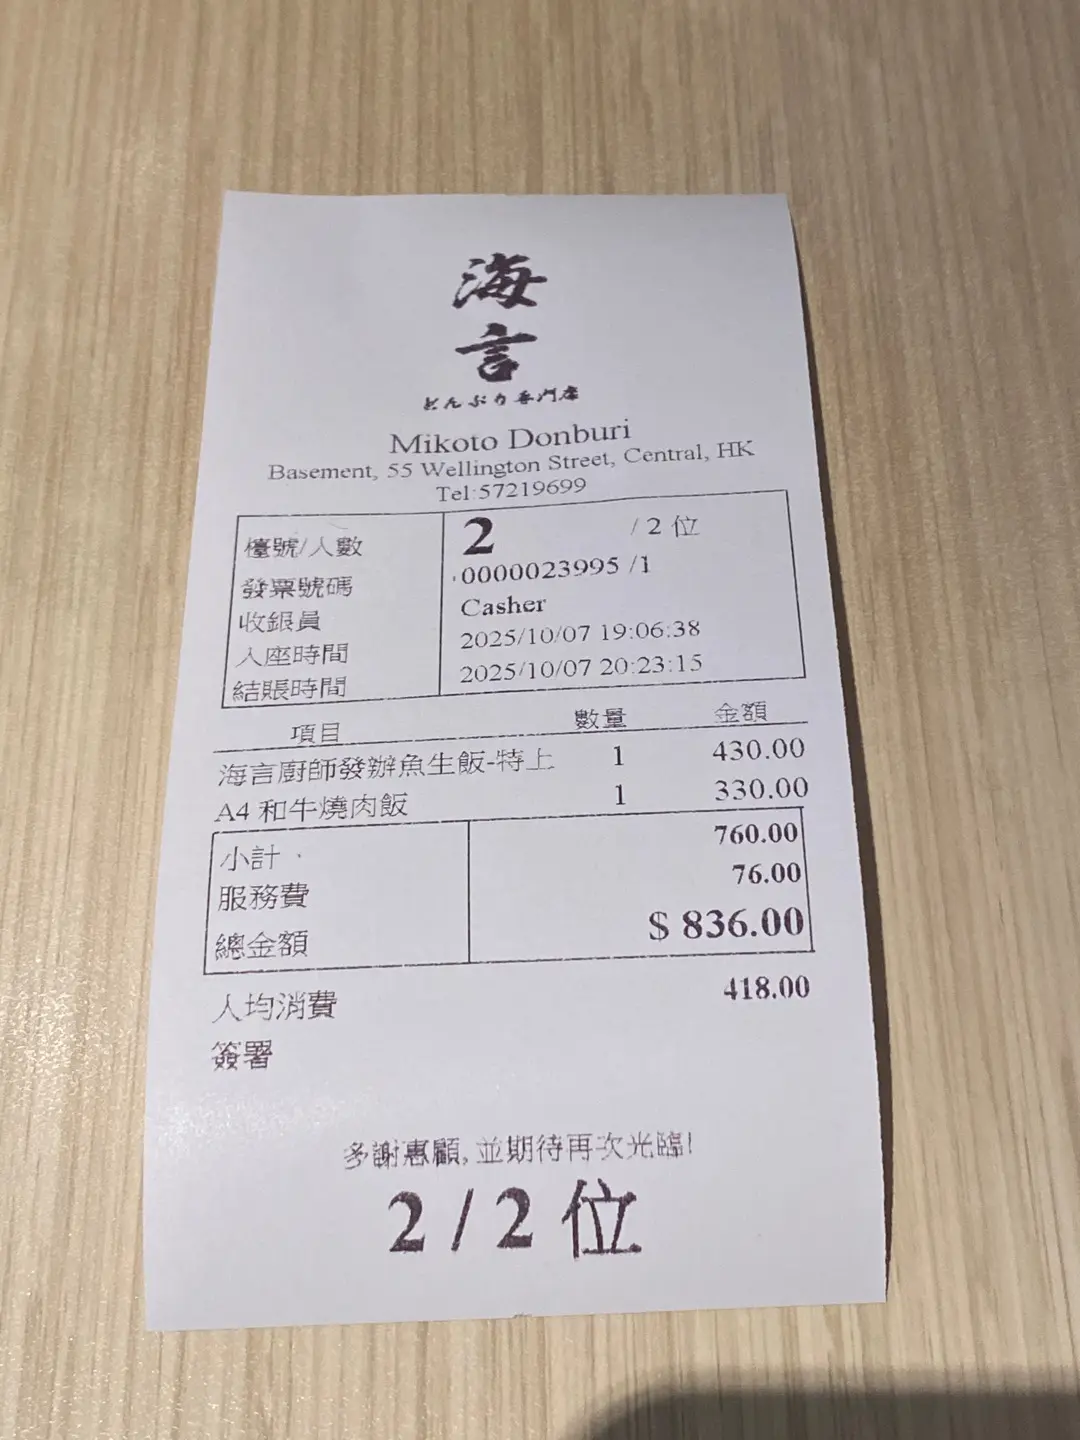 海
言
どんぶり専門店
Mikoto Donburi
Basement, 55 Wellington Street, Central, HK
Tel:57219699
檯號/人數 2 / 2 位
發票號碼 0000023995 /1
收銀員 Casher
入座時間 2025/10/07 19:06:38
結賬時間 2025/10/07 20:23:15
項目 數量 金額
海言廚師發辦魚生飯-特上 1 430.00
A4 和牛燒肉飯 1 330.00
小計 760.00
服務費 76.00
總金額 $ 836.00
人均消費 418.00
簽署
多謝惠顧, 並期待再次光臨!
2 / 2 位